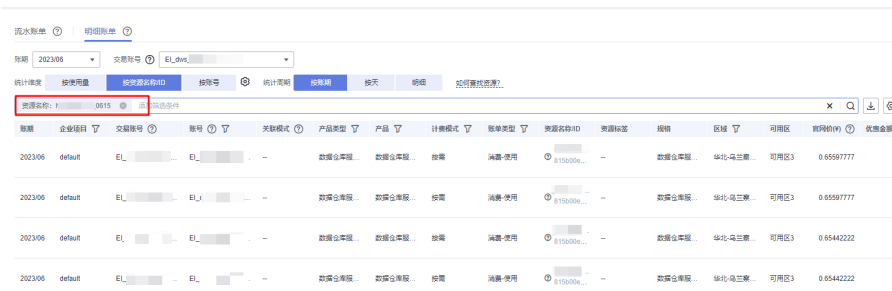 流水账单 明细账单
账期 2023/06 交易账号 EI_dws_
统计维度 按使用量 按资源名称/ID 按账号 统计周期 按账期 按天 明细 如何查找资源?
资源名称: h 0615 添加筛选条件
账期 企业项目 交易账号 账号 关联模式 产品类型 产品 计费模式 账单类型 资源名称/ID 资源标签 规格 区域 可用区 官网价(¥) 优惠金额
2023/06 default EI_ ... EI_ . -- 数据仓库服... 数据仓库服... 按需 消费-使用 815b00e... -- 数据仓库服... 华北-乌兰察... 可用区3 0.65597777
2023/06 default EI_ ... EI_ ... -- 数据仓库服... 数据仓库服... 按需 消费-使用 815b00e... -- 数据仓库服... 华北-乌兰察... 可用区3 0.65597777
2023/06 default EI_ ... EI_ . -- 数据仓库服... 数据仓库服... 按需 消费-使用 815b00e... -- 数据仓库服... 华北-乌兰察... 可用区3 0.65442222
2023/06 default EI_ ... EI_ . -- 数据仓库服... 数据仓库服... 按需 消费-使用 815b00e... -- 数据仓库服... 华北-乌兰察... 可用区3 0.65442222